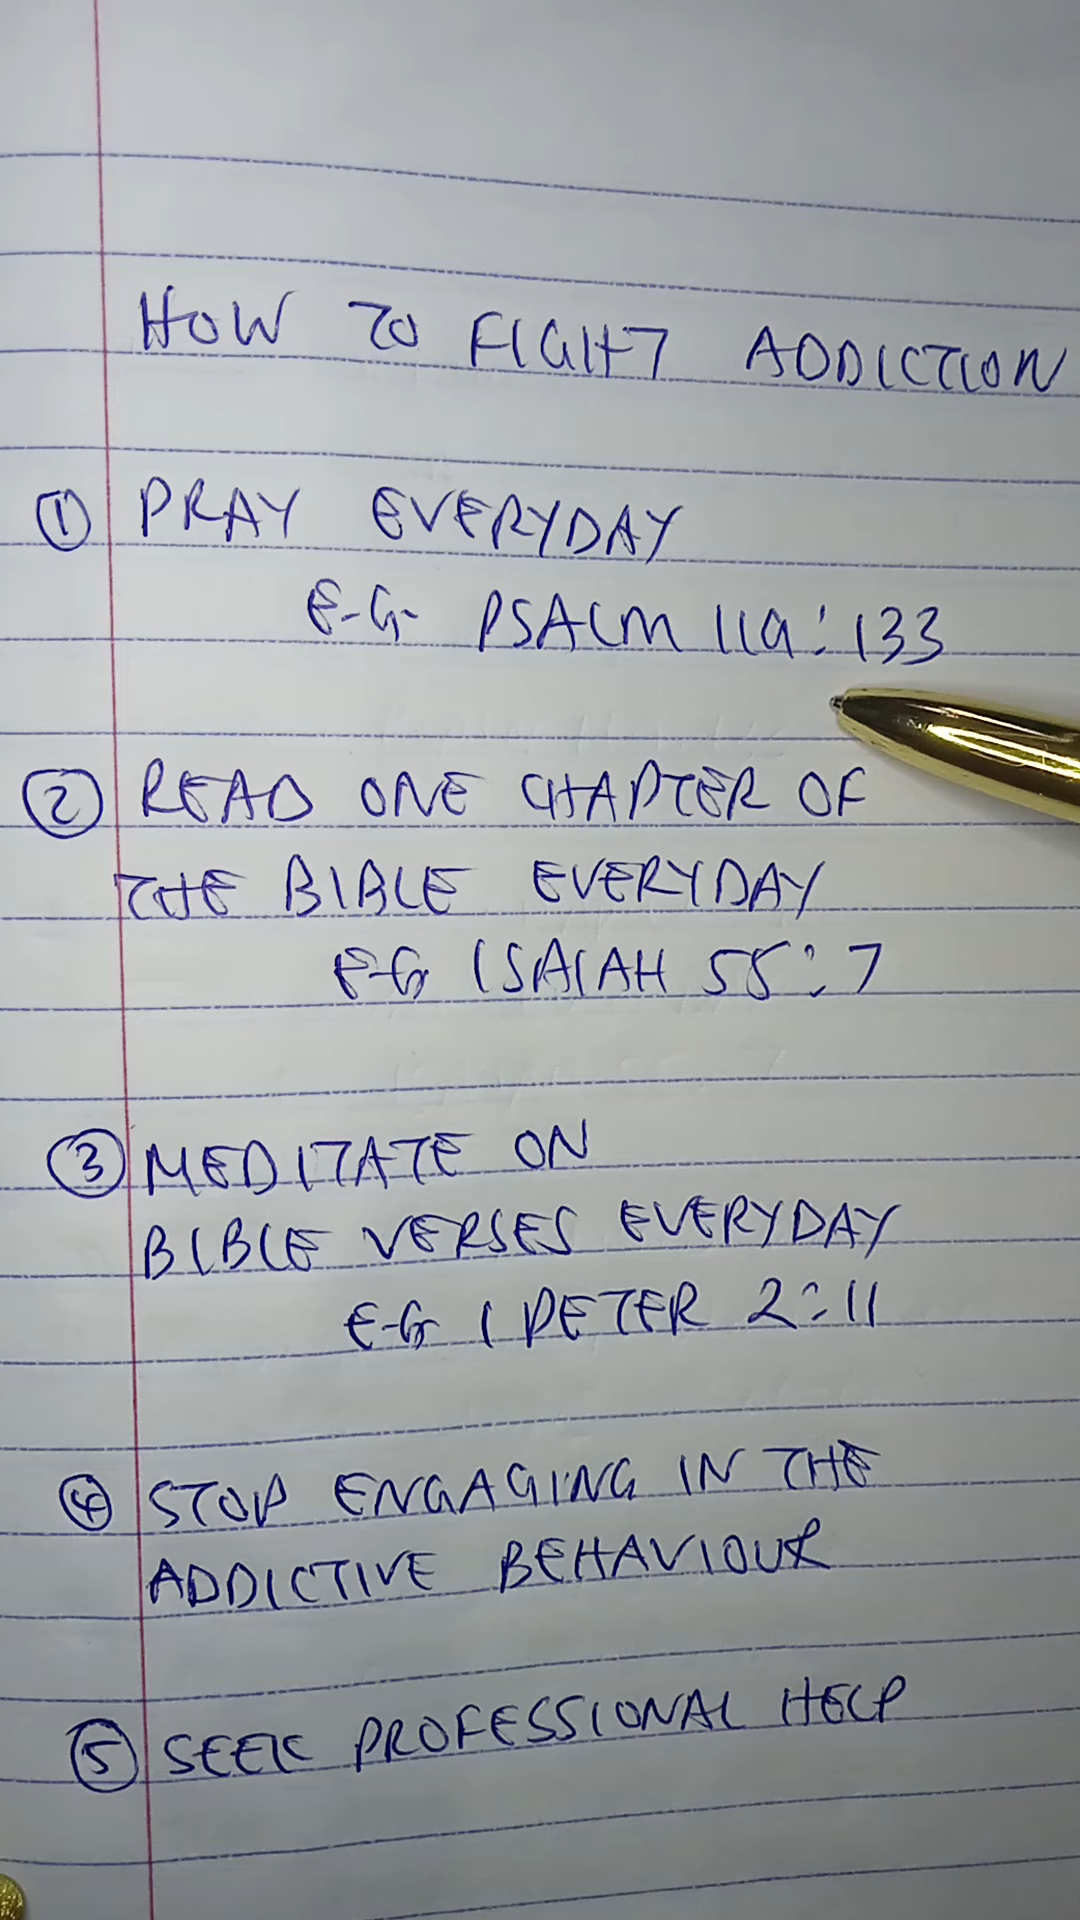 HOW TO FIGHT ADDICTION
① PRAY EVERYDAY
E-G- PSALM 119:133
② READ ONE CHAPTER OF
THE BIBLE EVERYDAY
E-G ISAIAH 55:7
③ MEDITATE ON
BIBLE VERSES EVERYDAY
E-G 1 PETER 2:11
④ STOP ENGAGING IN THE
ADDICTIVE BEHAVIOUR
⑤ SEEK PROFESSIONAL HELP